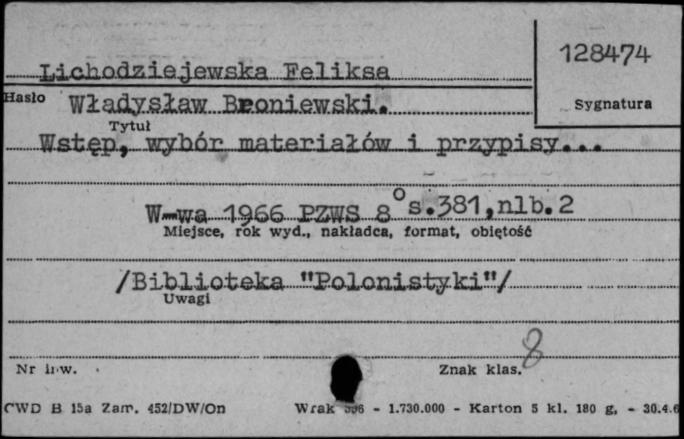 128474
Lichodziejewska Feliksa
Hasło Władysław Broniewski.
Sygnatura
Tytuł
Wstęp, wybór materiałów i przypisy...
W-wa 1966 PZWS 8° s.381,nlb.2
Miejsce, rok wyd., nakładca, format, objętość
/Biblioteka "Polonistyki"/
Uwagi
8
Nr inw. Znak klas.
CWD B 15a Zam. 452/DW/On W-rak - 1.730.000 - Karton 5 kl. 180 g, - 30.4.6